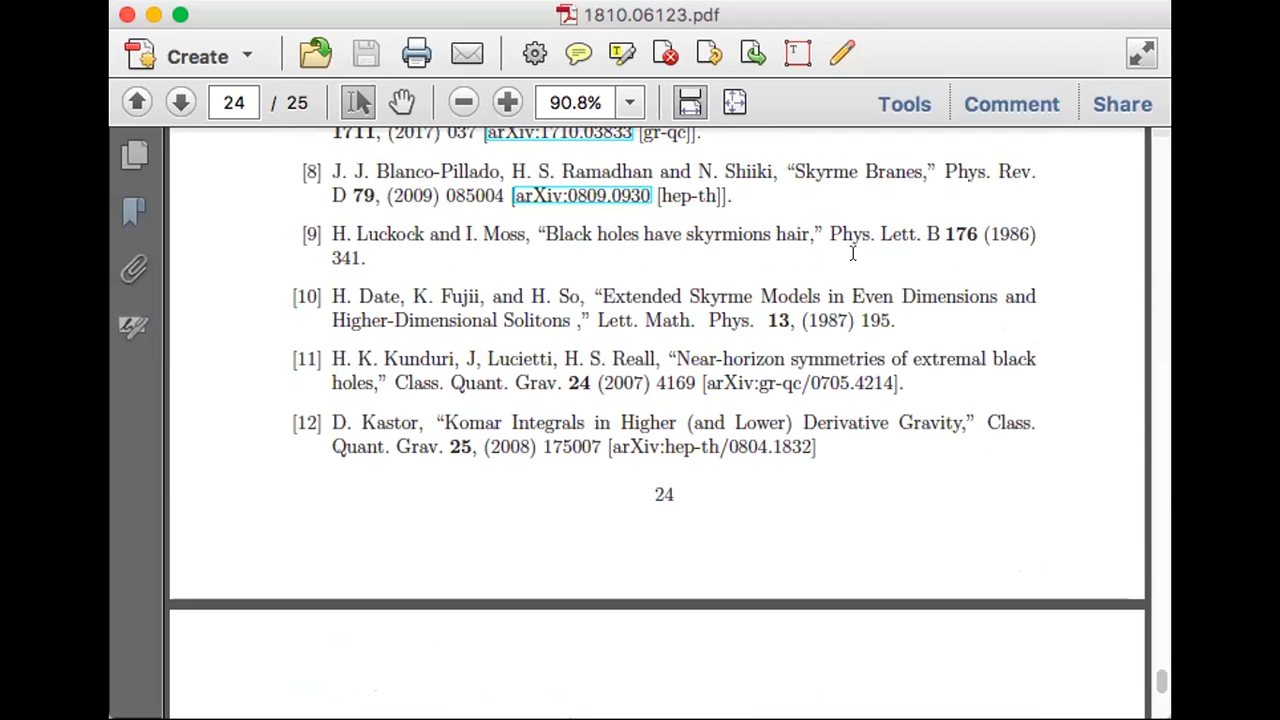 1810.06123.pdf
Create
24 / 25
90.8%
Tools
Comment
Share
1711, (2017) 037 [arXiv:1710.03833 [gr-qc]].
[8] J. J. Blanco-Pillado, H. S. Ramadhan and N. Shiiki, “Skyrme Branes,” Phys. Rev.
D 79, (2009) 085004 [arXiv:0809.0930 [hep-th]].
[9] H. Luckock and I. Moss, “Black holes have skyrmions hair,” Phys. Lett. B 176 (1986)
341.
[10] H. Date, K. Fujii, and H. So, “Extended Skyrme Models in Even Dimensions and
Higher-Dimensional Solitons ,” Lett. Math. Phys. 13, (1987) 195.
[11] H. K. Kunduri, J, Lucietti, H. S. Reall, “Near-horizon symmetries of extremal black
holes,” Class. Quant. Grav. 24 (2007) 4169 [arXiv:gr-qc/0705.4214].
[12] D. Kastor, “Komar Integrals in Higher (and Lower) Derivative Gravity,” Class.
Quant. Grav. 25, (2008) 175007 [arXiv:hep-th/0804.1832]
24